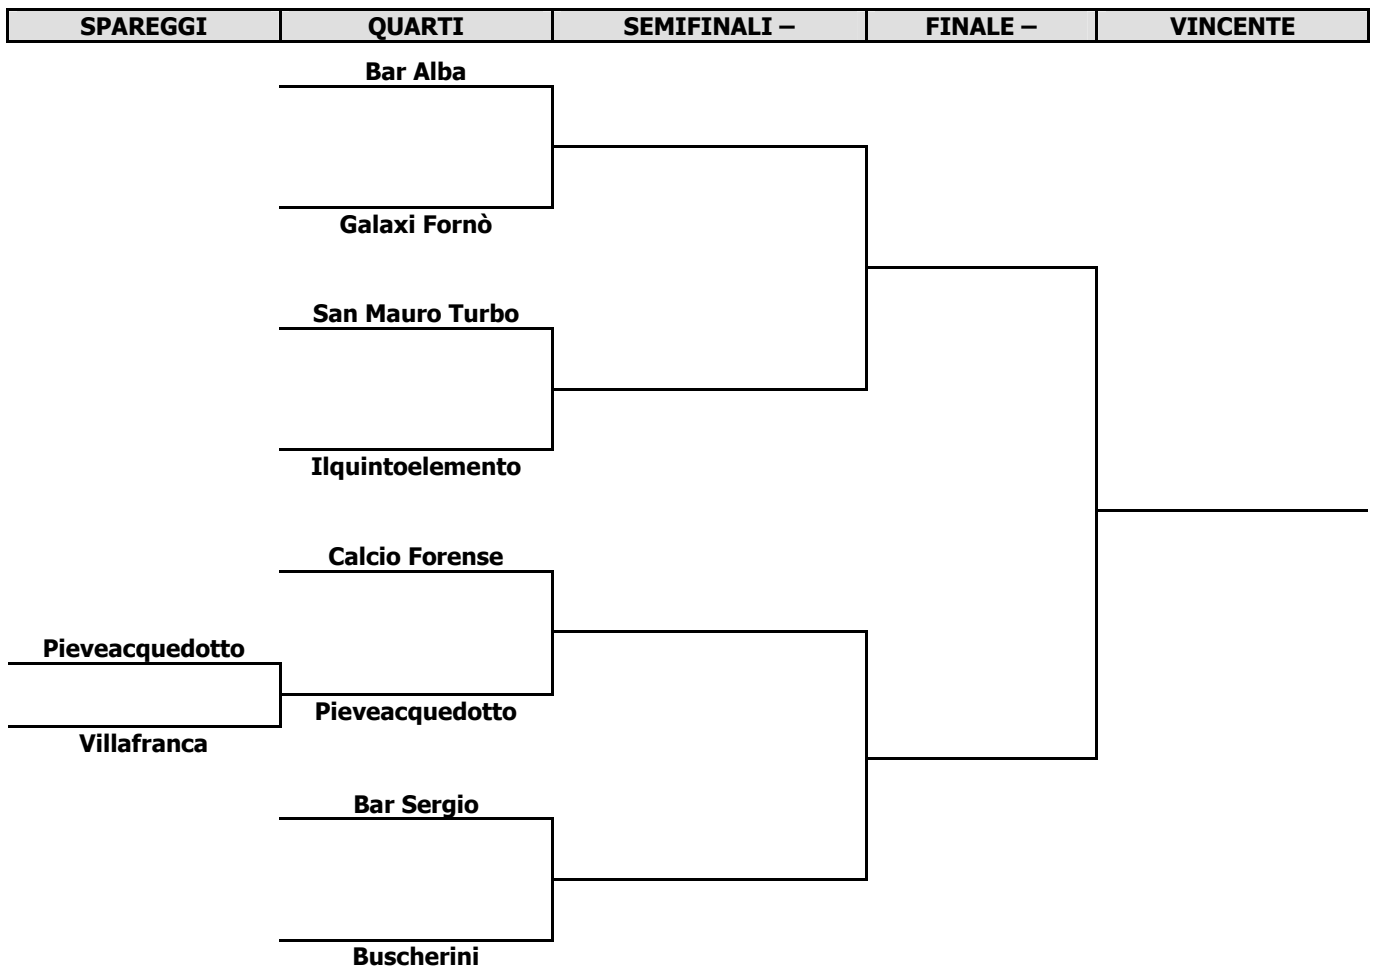 SPAREGGI QUARTI SEMIFINALI – FINALE – VINCENTE
Bar Alba
Galaxi Fornò
San Mauro Turbo
Ilquintoelemento
Calcio Forense
Pieveacquedotto
Pieveacquedotto
Villafranca
Bar Sergio
Buscherini